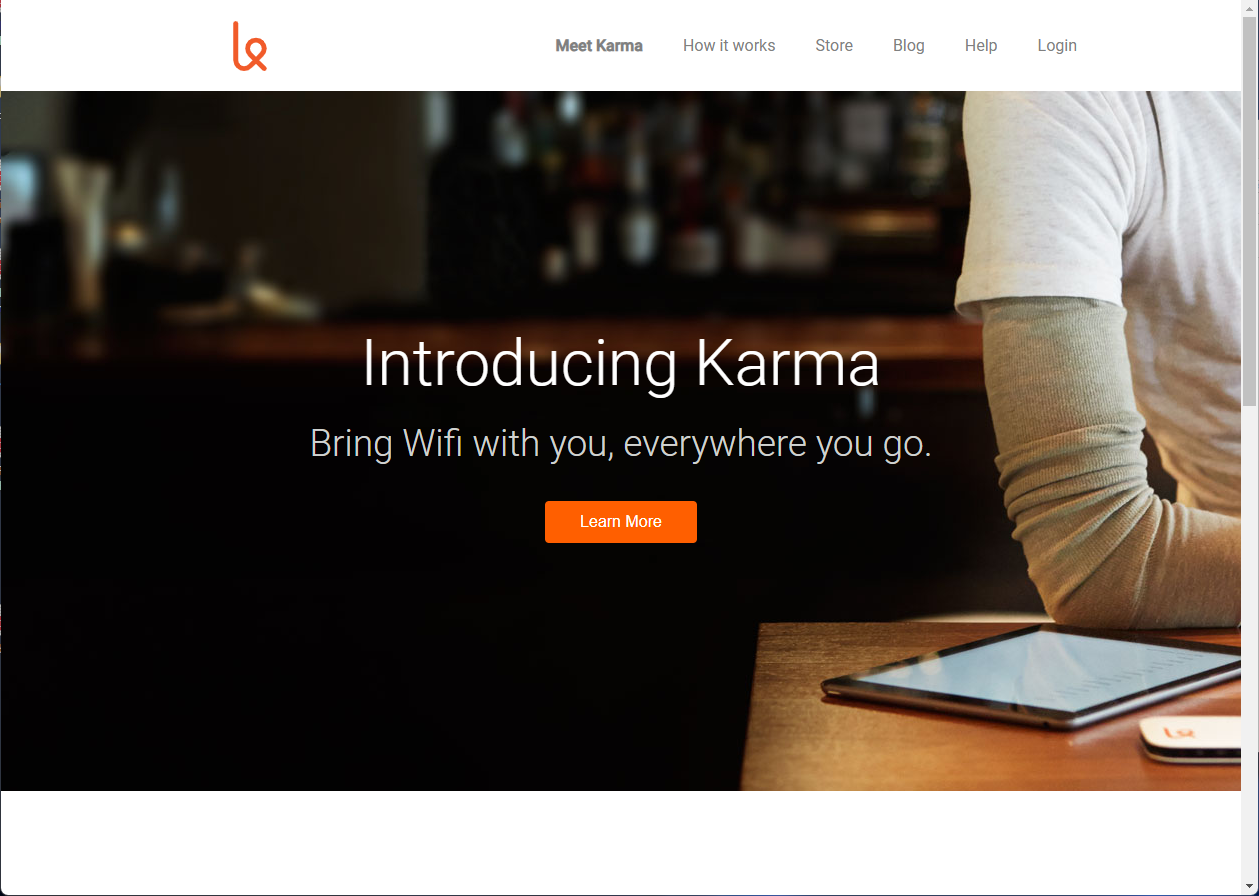 Meet Karma
How it works
Store
Blog
Help
Login
Introducing Karma
Bring Wifi with you, everywhere you go.
Learn More